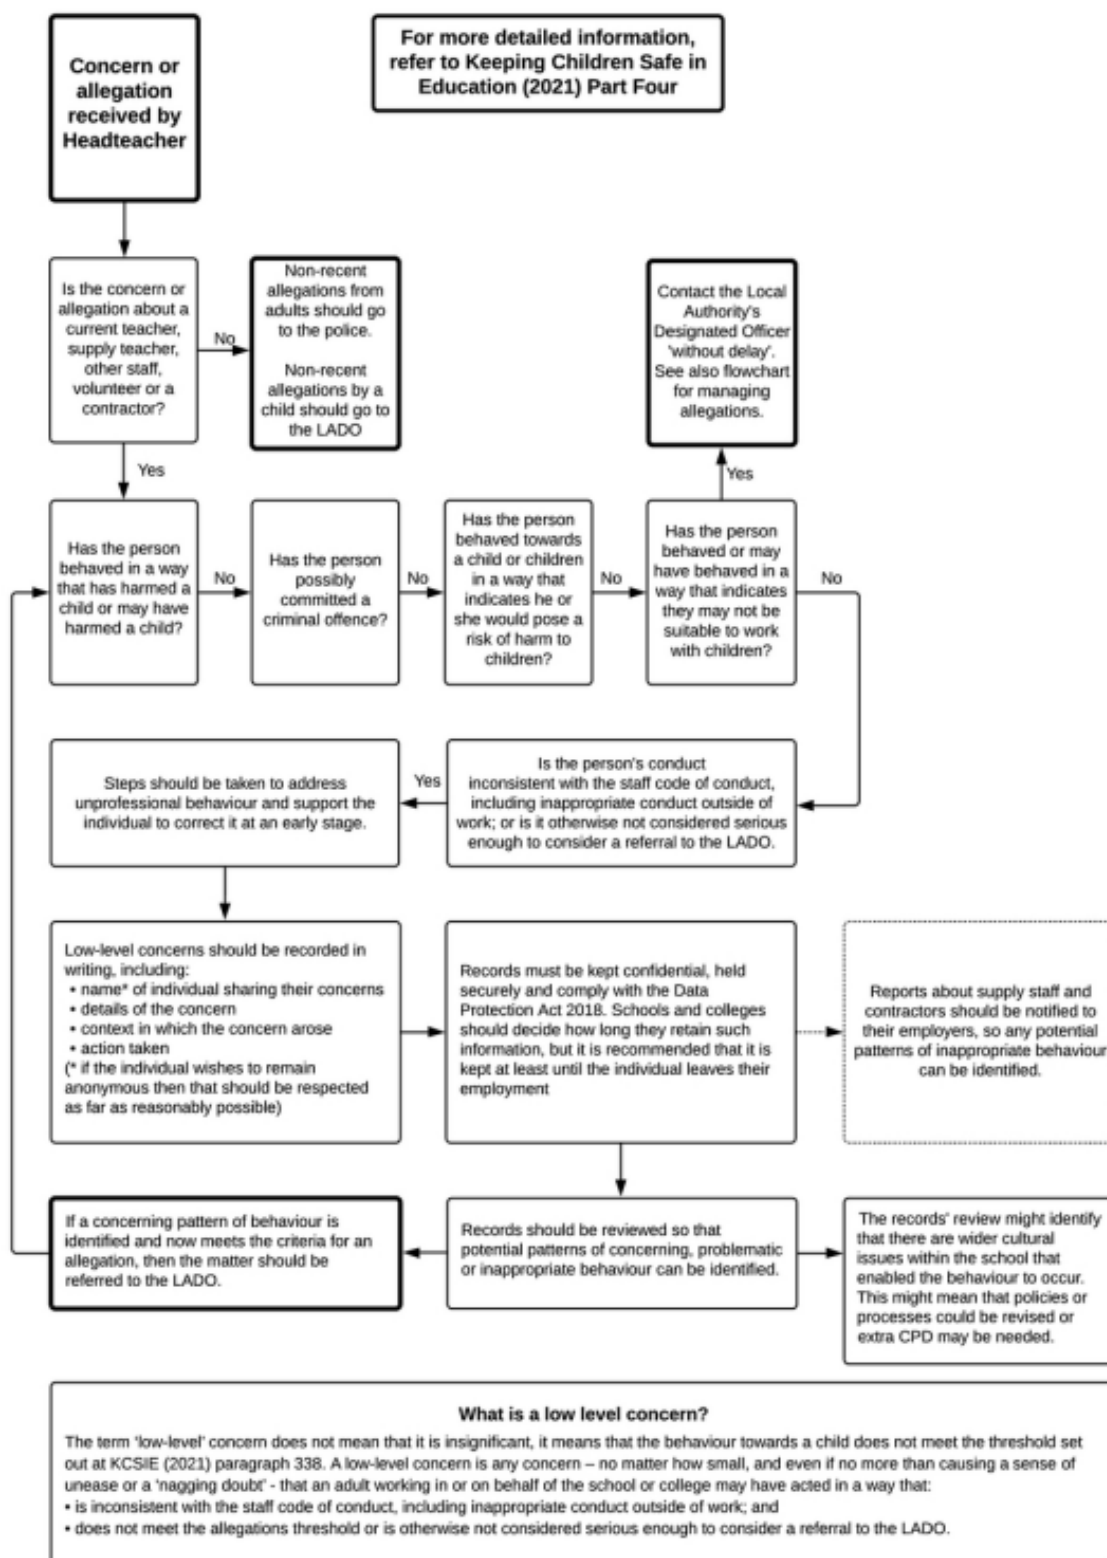 Concern or
allegation
received by
Headteacher
For more detailed information,
refer to Keeping Children Safe in
Education (2021) Part Four
Is the concern or
allegation about a
current teacher,
supply teacher,
other staff,
volunteer or a
contractor?
No
Non-recent
allegations from
adults should go
to the police.
Non-recent
allegations by a
child should go to
the LADO
Contact the Local
Authority's
Designated Officer
'without delay'.
See also flowchart
for managing
allegations.
Yes
Yes
Has the person
behaved in a way
that has harmed a
child or may have
harmed a child?
No
Has the person
possibly
committed a
criminal offence?
No
Has the person
behaved towards
a child or children
in a way that
indicates he or
she would pose a
risk of harm to
children?
No
Has the person
behaved or may
have behaved in a
way that indicates
they may not be
suitable to work
with children?
No
Steps should be taken to address
unprofessional behaviour and support the
individual to correct it at an early stage.
Yes
Is the person's conduct
inconsistent with the staff code of conduct,
including inappropriate conduct outside of
work; or is it otherwise not considered serious
enough to consider a referral to the LADO.
Low-level concerns should be recorded in
writing, including:
• name* of individual sharing their concerns
• details of the concern
• context in which the concern arose
• action taken
(* if the individual wishes to remain
anonymous then that should be respected
as far as reasonably possible)
Records must be kept confidential, held
securely and comply with the Data
Protection Act 2018. Schools and colleges
should decide how long they retain such
information, but it is recommended that it is
kept at least until the individual leaves their
employment
Reports about supply staff and
contractors should be notified to
their employers, so any potential
patterns of inappropriate behaviour
can be identified.
If a concerning pattern of behaviour is
identified and now meets the criteria for an
allegation, then the matter should be
referred to the LADO.
Records should be reviewed so that
potential patterns of concerning, problematic
or inappropriate behaviour can be identified.
The records' review might identify
that there are wider cultural
issues within the school that
enabled the behaviour to occur.
This might mean that policies or
processes could be revised or
extra CPD may be needed.
What is a low level concern?
The term 'low-level' concern does not mean that it is insignificant, it means that the behaviour towards a child does not meet the threshold set
out at KCSIE (2021) paragraph 338. A low-level concern is any concern – no matter how small, and even if no more than causing a sense of
unease or a 'nagging doubt' - that an adult working in or on behalf of the school or college may have acted in a way that:
• is inconsistent with the staff code of conduct, including inappropriate conduct outside of work; and
• does not meet the allegations threshold or is otherwise not considered serious enough to consider a referral to the LADO.